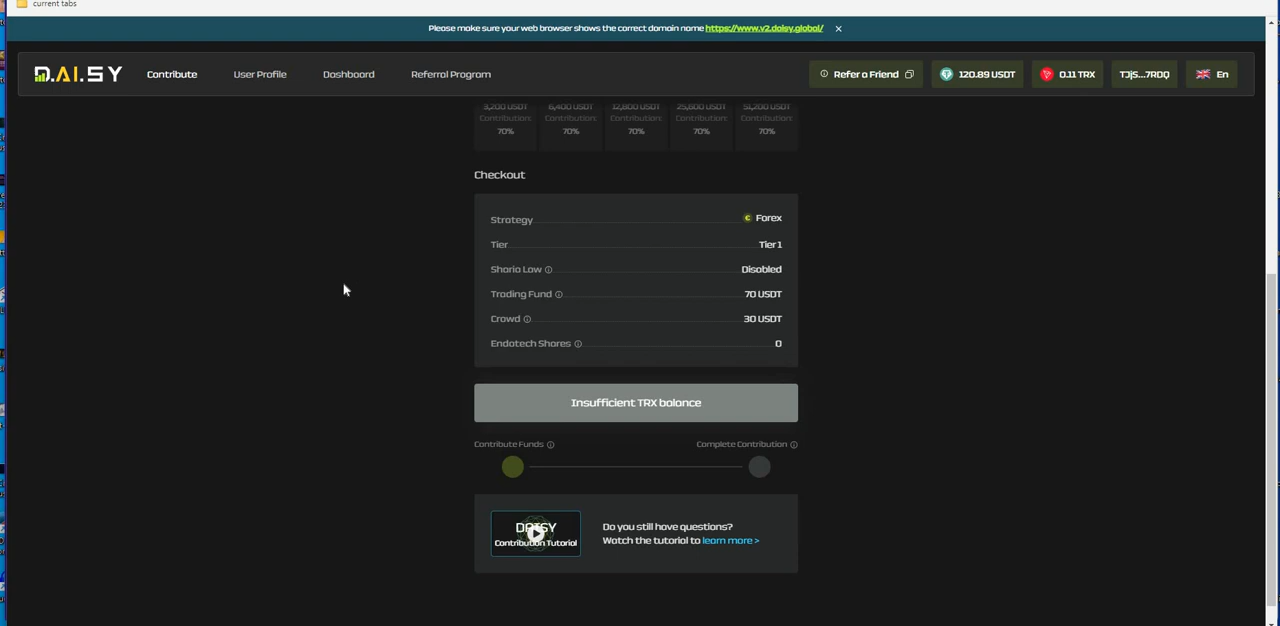 current tabs
Please make sure your web browser shows the correct domain name https://www.v2.daisy.global/
D.AI.SY Contribute User Profile Dashboard Referral Program Refer a Friend 120.89 USDT 0.11 TRX TJjS...7RDQ En
3,200 USDT 6,400 USDT 12,800 USDT 25,600 USDT 51,200 USDT
Contribution: Contribution: Contribution: Contribution: Contribution:
70% 70% 70% 70% 70%
Checkout
Strategy Forex
Tier Tier 1
Sharia Law Disabled
Trading Fund 70 USDT
Crowd 30 USDT
Endotech Shares 0
Insufficient TRX balance
Contribute Funds Complete Contribution
DAISY
Contribution Tutorial
Do you still have questions?
Watch the tutorial to learn more >